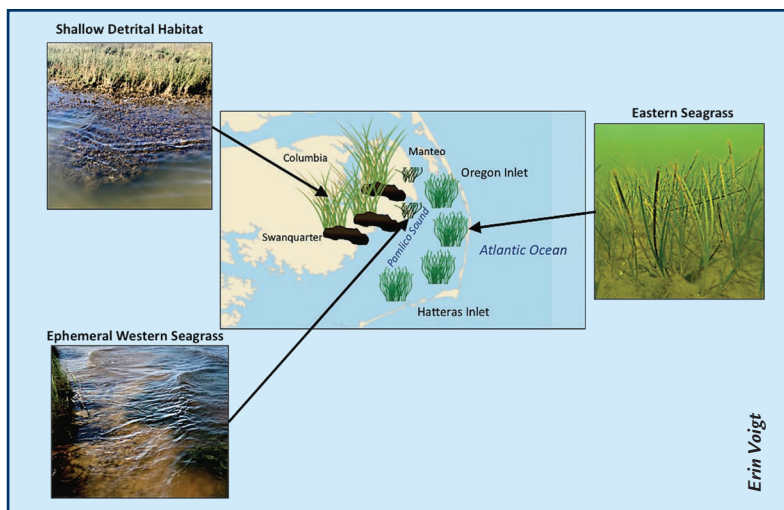 Shallow Detrital Habitat
Eastern Seagrass
Columbia
Manteo
Oregon Inlet
Swanquarter
Pamlico Sound
Atlantic Ocean
Hatteras Inlet
Ephemeral Western Seagrass
Erin Voigt